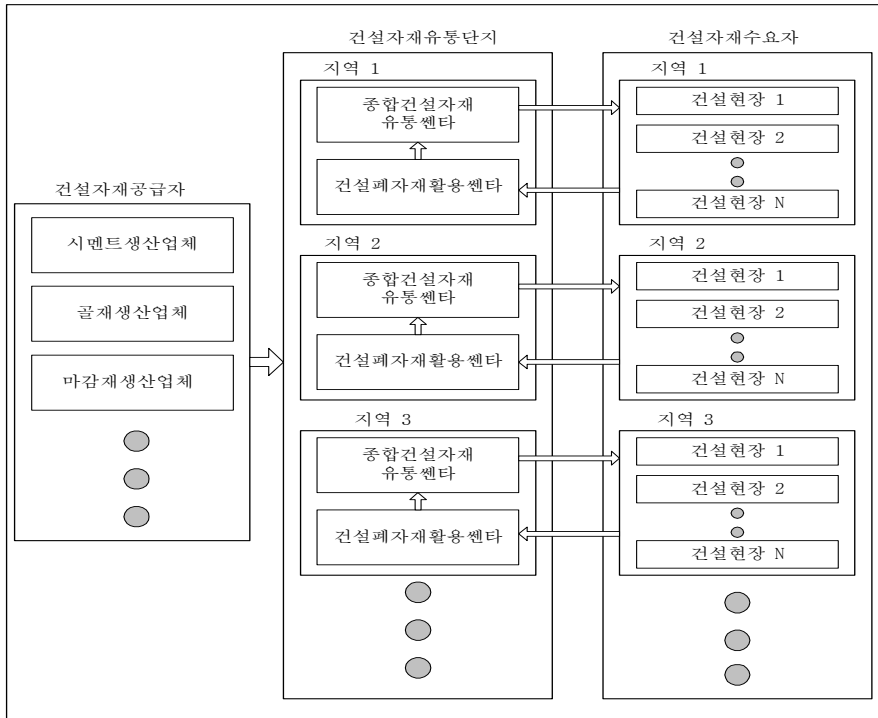 건설자재공급자
시멘트생산업체
골재생산업체
마감재생산업체
건설자재유통단지
지역 1
종합건설자재
유통쎈타
건설폐자재활용쎈타
지역 2
종합건설자재
유통쎈타
건설폐자재활용쎈타
지역 3
종합건설자재
유통쎈타
건설폐자재활용쎈타
건설자재수요자
지역 1
건설현장 1
건설현장 2
건설현장 N
지역 2
건설현장 1
건설현장 2
건설현장 N
지역 3
건설현장 1
건설현장 2
건설현장 N